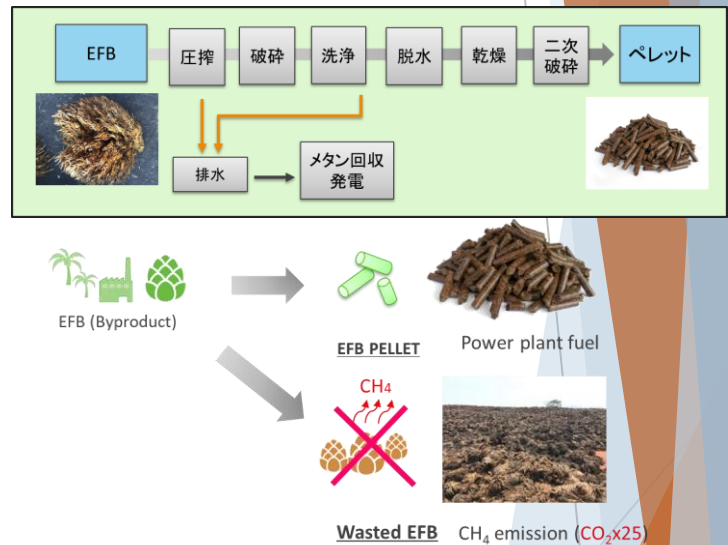 EFB
圧搾
破砕
洗浄
脱水
乾燥
二次
破砕
ペレット
排水
メタン回収
発電
EFB (Byproduct)
EFB PELLET
Power plant fuel
CH4
Wasted EFB
CH₄ emission (CO₂x25)